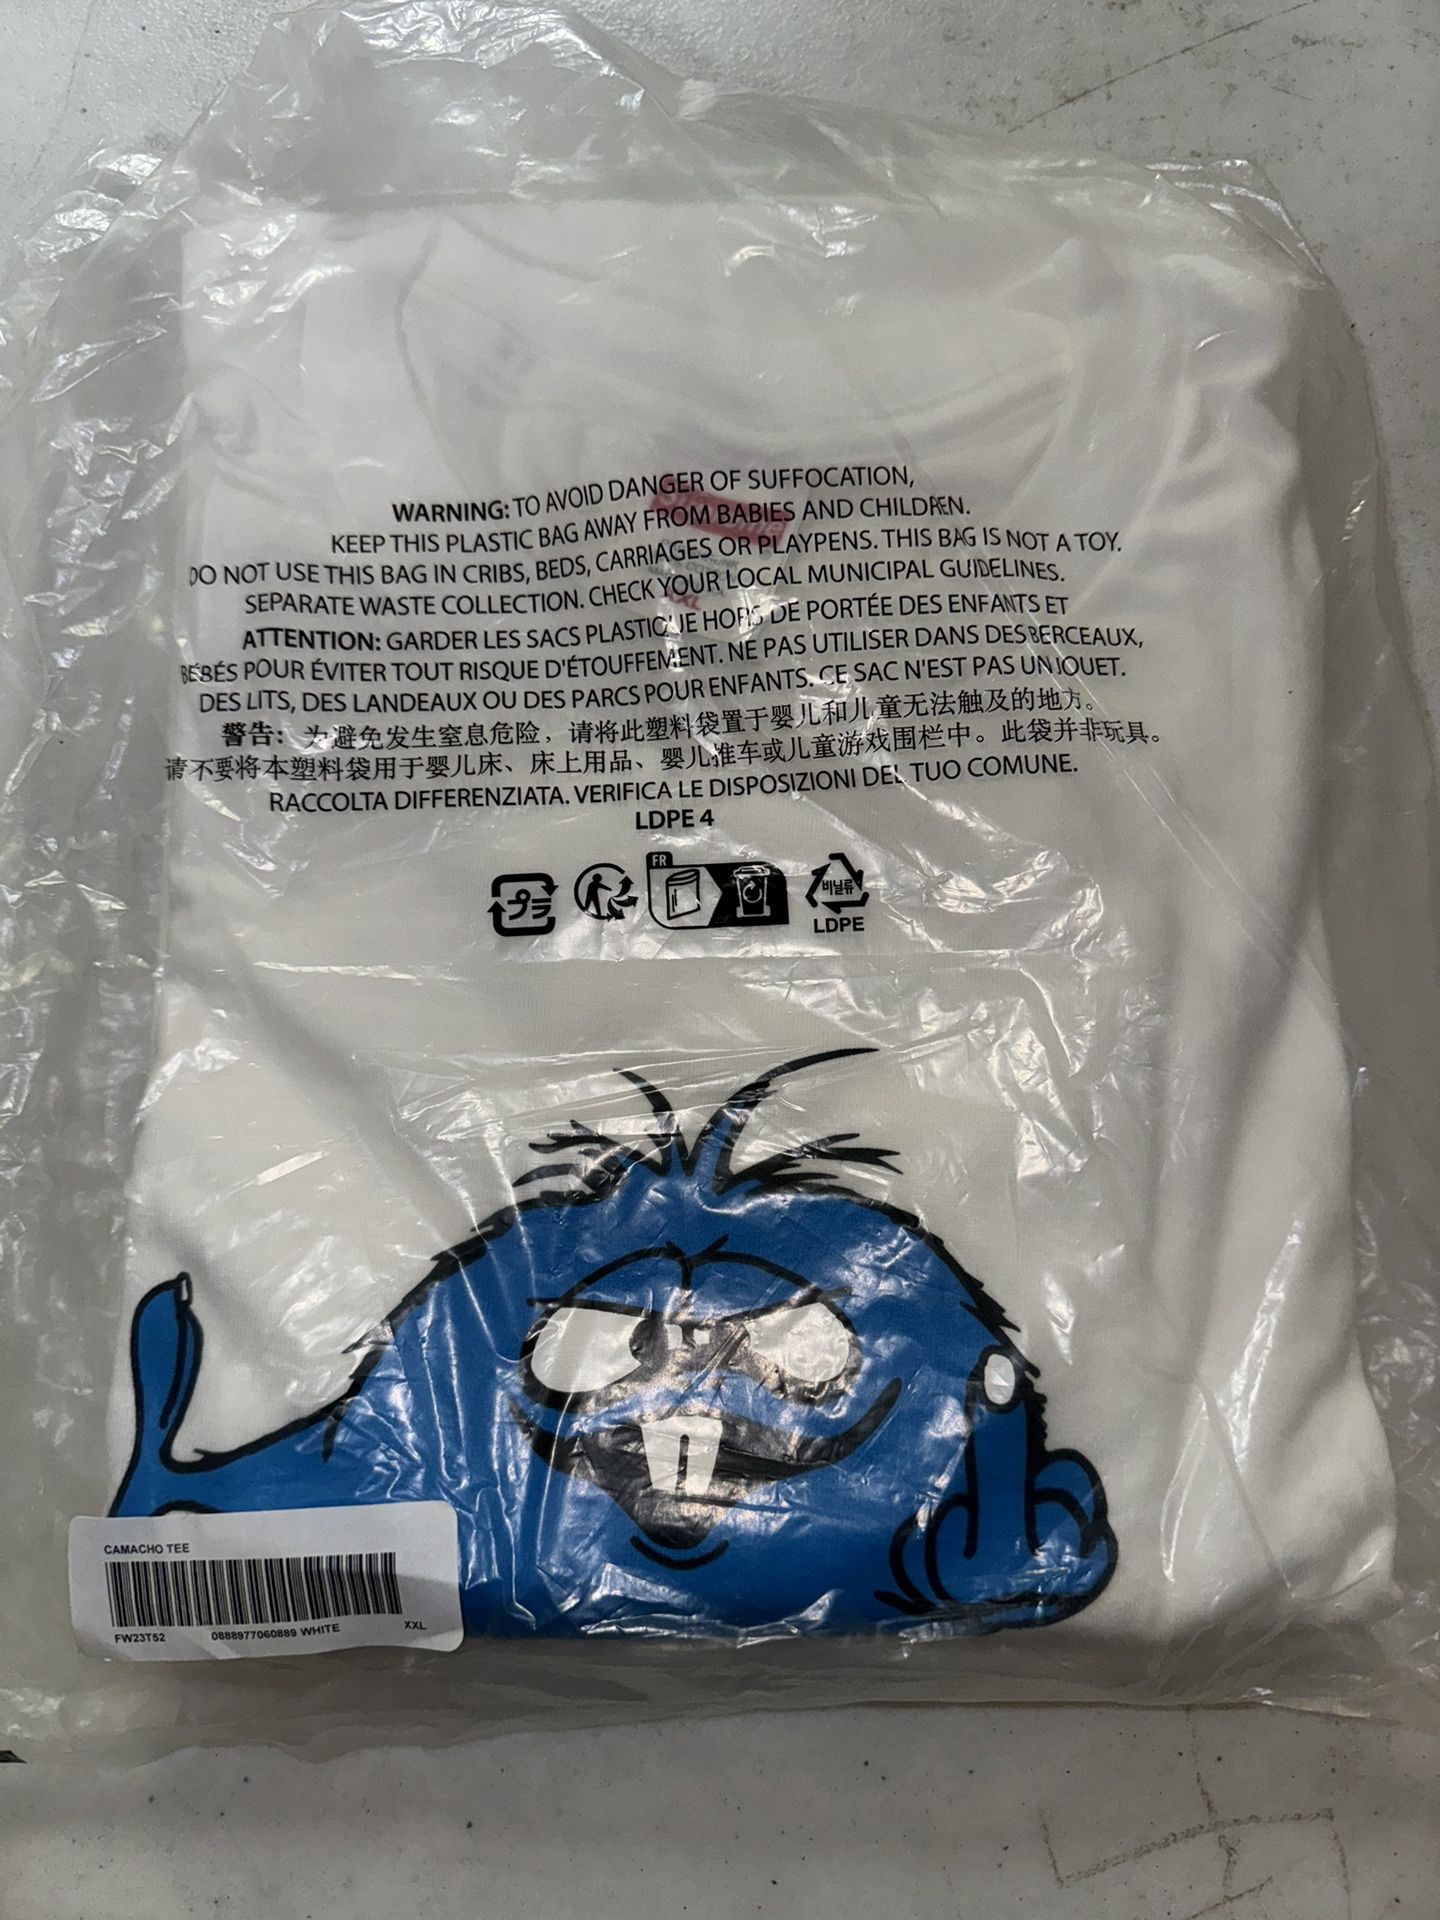 WARNING: TO AVOID DANGER OF SUFFOCATION,
KEEP THIS PLASTIC BAG AWAY FROM BABIES AND CHILDREN.
DO NOT USE THIS BAG IN CRIBS, BEDS, CARRIAGES OR PLAYPENS. THIS BAG IS NOT A TOY.
SEPARATE WASTE COLLECTION. CHECK YOUR LOCAL MUNICIPAL GUIDELINES.
XXL
ATTENTION: GARDER LES SACS PLASTIQUE HORS DE PORTÉE DES ENFANTS ET
BÉBÉS POUR ÉVITER TOUT RISQUE D'ÉTOUFFEMENT. NE PAS UTILISER DANS DES BERCEAUX,
DES LITS, DES LANDEAUX OU DES PARCS POUR ENFANTS. CE SAC N'EST PAS UN JOUET.
警告: 为避免发生窒息危险，请将此塑料袋置于婴儿和儿童无法触及的地方。
请不要将本塑料袋用于婴儿床、床上用品、婴儿推车或儿童游戏围栏中。此袋并非玩具。
RACCOLTA DIFFERENZIATA. VERIFICA LE DISPOSIZIONI DEL TUO COMUNE.
LDPE 4
プラ
FR
비닐류
LDPE
CAMACHO TEE
FW23T52 0888977060889 WHITE XXL